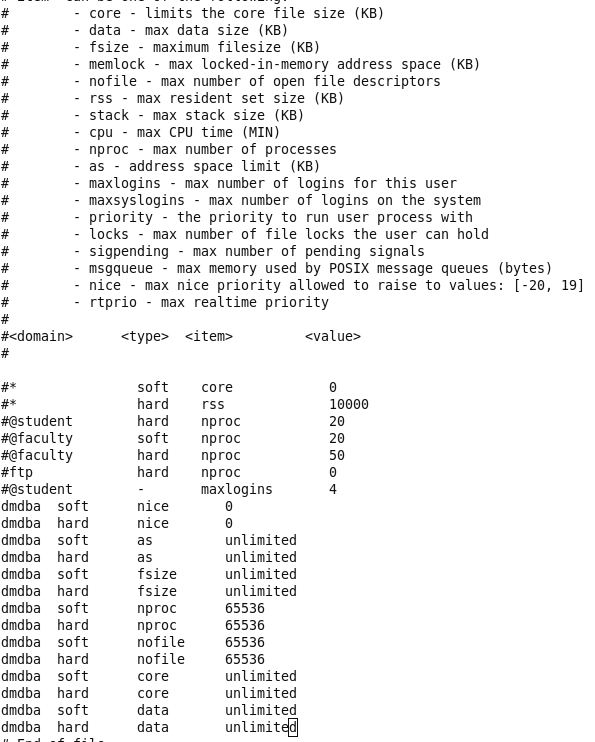 #        - core - limits the core file size (KB)
#        - data - max data size (KB)
#        - fsize - maximum filesize (KB)
#        - memlock - max locked-in-memory address space (KB)
#        - nofile - max number of open file descriptors
#        - rss - max resident set size (KB)
#        - stack - max stack size (KB)
#        - cpu - max CPU time (MIN)
#        - nproc - max number of processes
#        - as - address space limit (KB)
#        - maxlogins - max number of logins for this user
#        - maxsyslogins - max number of logins on the system
#        - priority - the priority to run user process with
#        - locks - max number of file locks the user can hold
#        - sigpending - max number of pending signals
#        - msgqueue - max memory used by POSIX message queues (bytes)
#        - nice - max nice priority allowed to raise to values: [-20, 19]
#        - rtprio - max realtime priority
#
#<domain>      <type>  <item>         <value>
#
#*               soft    core            0
#*               hard    rss             10000
#@student        hard    nproc           20
#@faculty        soft    nproc           20
#@faculty        hard    nproc           50
#ftp             hard    nproc           0
#@student        -       maxlogins       4
dmdba  soft      nice       0
dmdba  hard      nice       0
dmdba  soft      as         unlimited
dmdba  hard      as         unlimited
dmdba  soft      fsize      unlimited
dmdba  hard      fsize      unlimited
dmdba  soft      nproc      65536
dmdba  hard      nproc      65536
dmdba  soft      nofile     65536
dmdba  hard      nofile     65536
dmdba  soft      core       unlimited
dmdba  hard      core       unlimited
dmdba  soft      data       unlimited
dmdba  hard      data       unlimited
# End of file